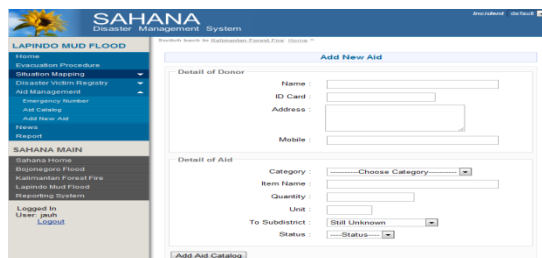 SAHANA
Disaster Management System
default
Switch back to Kalimantan Forest Fire Home
LAPINDO MUD FLOOD
Home
Evacuation Procedure
Situation Mapping
Disaster Victim Registry
Aid Management
Emergency Number
Aid Catalog
Add New Aid
News
Report
SAHANA MAIN
Sahana Home
Bojonegoro Flood
Kalimantan Forest Fire
Lapindo Mud Flood
Reporting System
Logged In
User: jauh
Logout
Add New Aid
Detail of Donor
Name :
ID Card :
Address :
Mobile :
Detail of Aid
Category : ----------Choose Category----------
Item Name :
Quantity :
Unit :
To Subdistrict : Still Unknown
Status : ----Status----
Add Aid Catalog